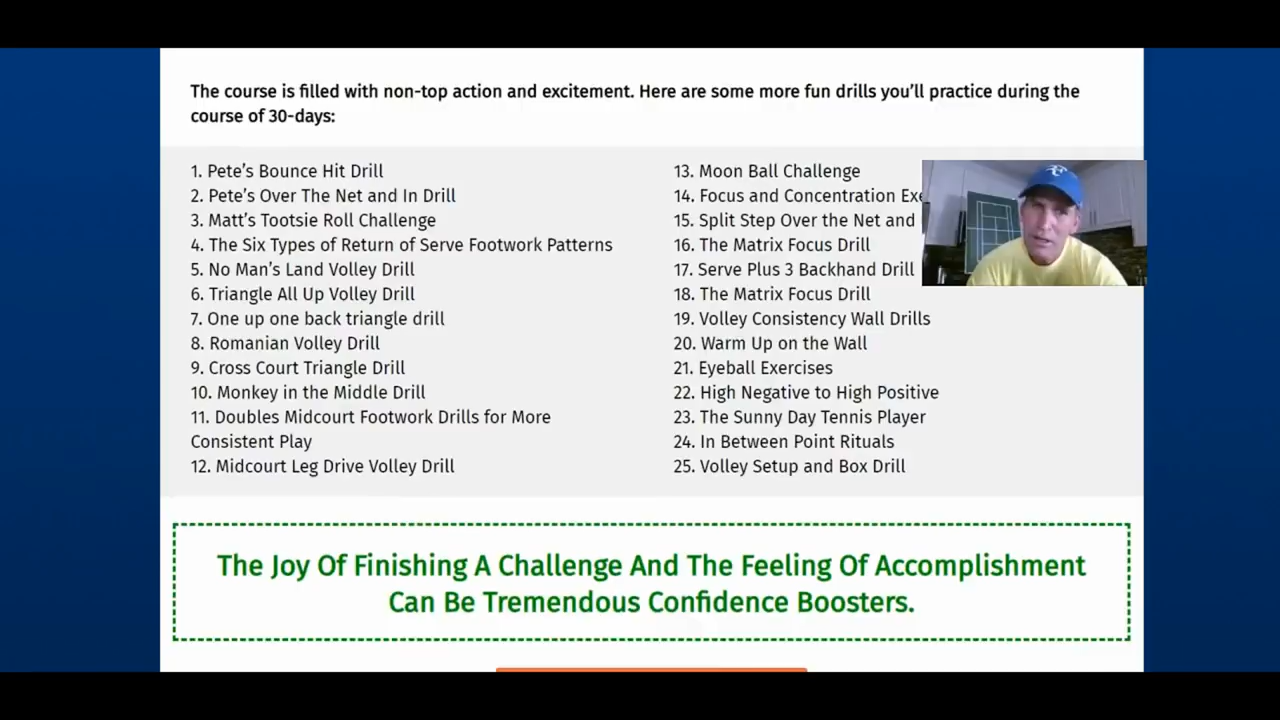 The course is filled with non-top action and excitement. Here are some more fun drills you’ll practice during the
course of 30-days:
1. Pete’s Bounce Hit Drill
2. Pete’s Over The Net and In Drill
3. Matt’s Tootsie Roll Challenge
4. The Six Types of Return of Serve Footwork Patterns
5. No Man’s Land Volley Drill
6. Triangle All Up Volley Drill
7. One up one back triangle drill
8. Romanian Volley Drill
9. Cross Court Triangle Drill
10. Monkey in the Middle Drill
11. Doubles Midcourt Footwork Drills for More
Consistent Play
12. Midcourt Leg Drive Volley Drill
13. Moon Ball Challenge
14. Focus and Concentration
15. Split Step Over the Net and
16. The Matrix Focus Drill
17. Serve Plus 3 Backhand Drill
18. The Matrix Focus Drill
19. Volley Consistency Wall Drills
20. Warm Up on the Wall
21. Eyeball Exercises
22. High Negative to High Positive
23. The Sunny Day Tennis Player
24. In Between Point Rituals
25. Volley Setup and Box Drill
The Joy Of Finishing A Challenge And The Feeling Of Accomplishment
Can Be Tremendous Confidence Boosters.